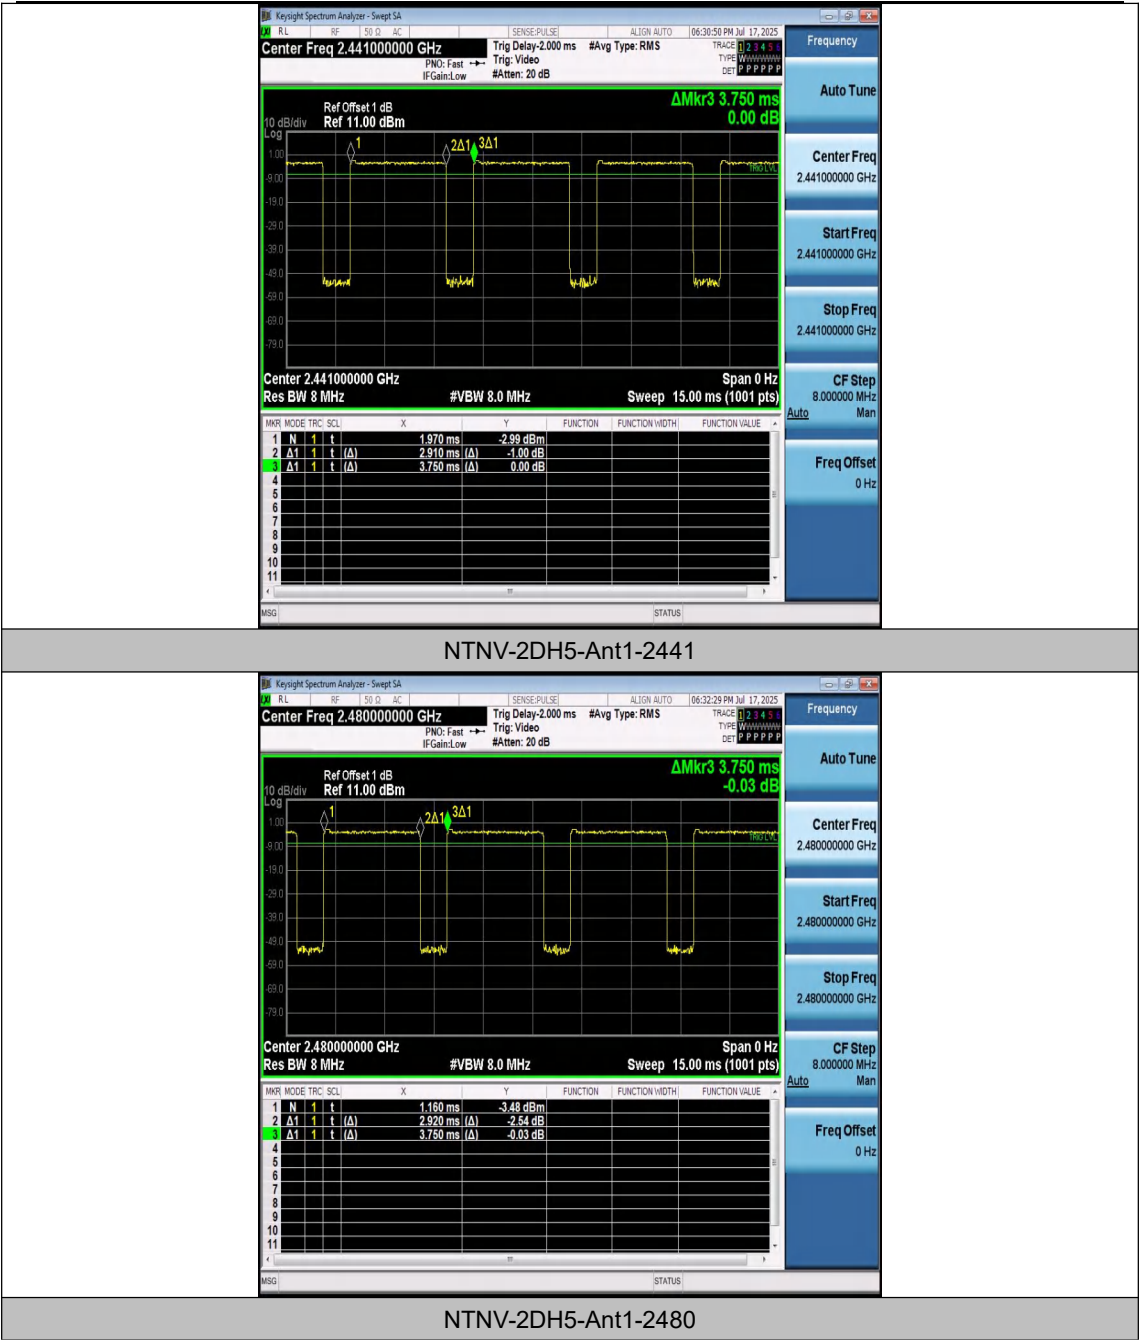 Keysight Spectrum Analyzer - Swept SA
RL RF 50 Ω AC SENSE:PULSE ALIGN AUTO 06:30:50 PM Jul 17, 2025
Center Freq 2.441000000 GHz
Trig Delay-2.000 ms #Avg Type: RMS
TRACE 1 2 3 4 5 6
PNO: Fast Trig: Video
TYPE W
IFGain:Low #Atten: 20 dB
DET P P P P P P
Frequency
Auto Tune
ΔMkr3 3.750 ms
0.00 dB
Ref Offset 1 dB
10 dB/div Ref 11.00 dBm
Log
1
2Δ1
3Δ1
1.00
-9.00
-19.0
-29.0
-39.0
-49.0
-59.0
-69.0
-79.0
TRIG LVL
Center Freq
2.441000000 GHz
Start Freq
2.441000000 GHz
Stop Freq
2.441000000 GHz
CF Step
8.000000 MHz
Auto Man
Freq Offset
0 Hz
Center 2.441000000 GHz Span 0 Hz
Res BW 8 MHz #VBW 8.0 MHz Sweep 15.00 ms (1001 pts)
MKR MODE TRC SCL X Y FUNCTION FUNCTION WIDTH FUNCTION VALUE
1 N 1 t 1.970 ms -2.99 dBm
2 Δ1 1 t (Δ) 2.910 ms (Δ) -1.00 dB
3 Δ1 1 t (Δ) 3.750 ms (Δ) 0.00 dB
4
5
6
7
8
9
10
11
MSG STATUS
NTNV-2DH5-Ant1-2441
Keysight Spectrum Analyzer - Swept SA
RL RF 50 Ω AC SENSE:PULSE ALIGN AUTO 06:32:29 PM Jul 17, 2025
Center Freq 2.480000000 GHz
Trig Delay-2.000 ms #Avg Type: RMS
TRACE 1 2 3 4 5 6
PNO: Fast Trig: Video
TYPE W
IFGain:Low #Atten: 20 dB
DET P P P P P P
Frequency
Auto Tune
ΔMkr3 3.750 ms
-0.03 dB
Ref Offset 1 dB
10 dB/div Ref 11.00 dBm
Log
1
2Δ1
3Δ1
1.00
-9.00
-19.0
-29.0
-39.0
-49.0
-59.0
-69.0
-79.0
TRIG LVL
Center Freq
2.480000000 GHz
Start Freq
2.480000000 GHz
Stop Freq
2.480000000 GHz
CF Step
8.000000 MHz
Auto Man
Freq Offset
0 Hz
Center 2.480000000 GHz Span 0 Hz
Res BW 8 MHz #VBW 8.0 MHz Sweep 15.00 ms (1001 pts)
MKR MODE TRC SCL X Y FUNCTION FUNCTION WIDTH FUNCTION VALUE
1 N 1 t 1.160 ms -3.48 dBm
2 Δ1 1 t (Δ) 2.920 ms (Δ) -2.54 dB
3 Δ1 1 t (Δ) 3.750 ms (Δ) -0.03 dB
4
5
6
7
8
9
10
11
MSG STATUS
NTNV-2DH5-Ant1-2480